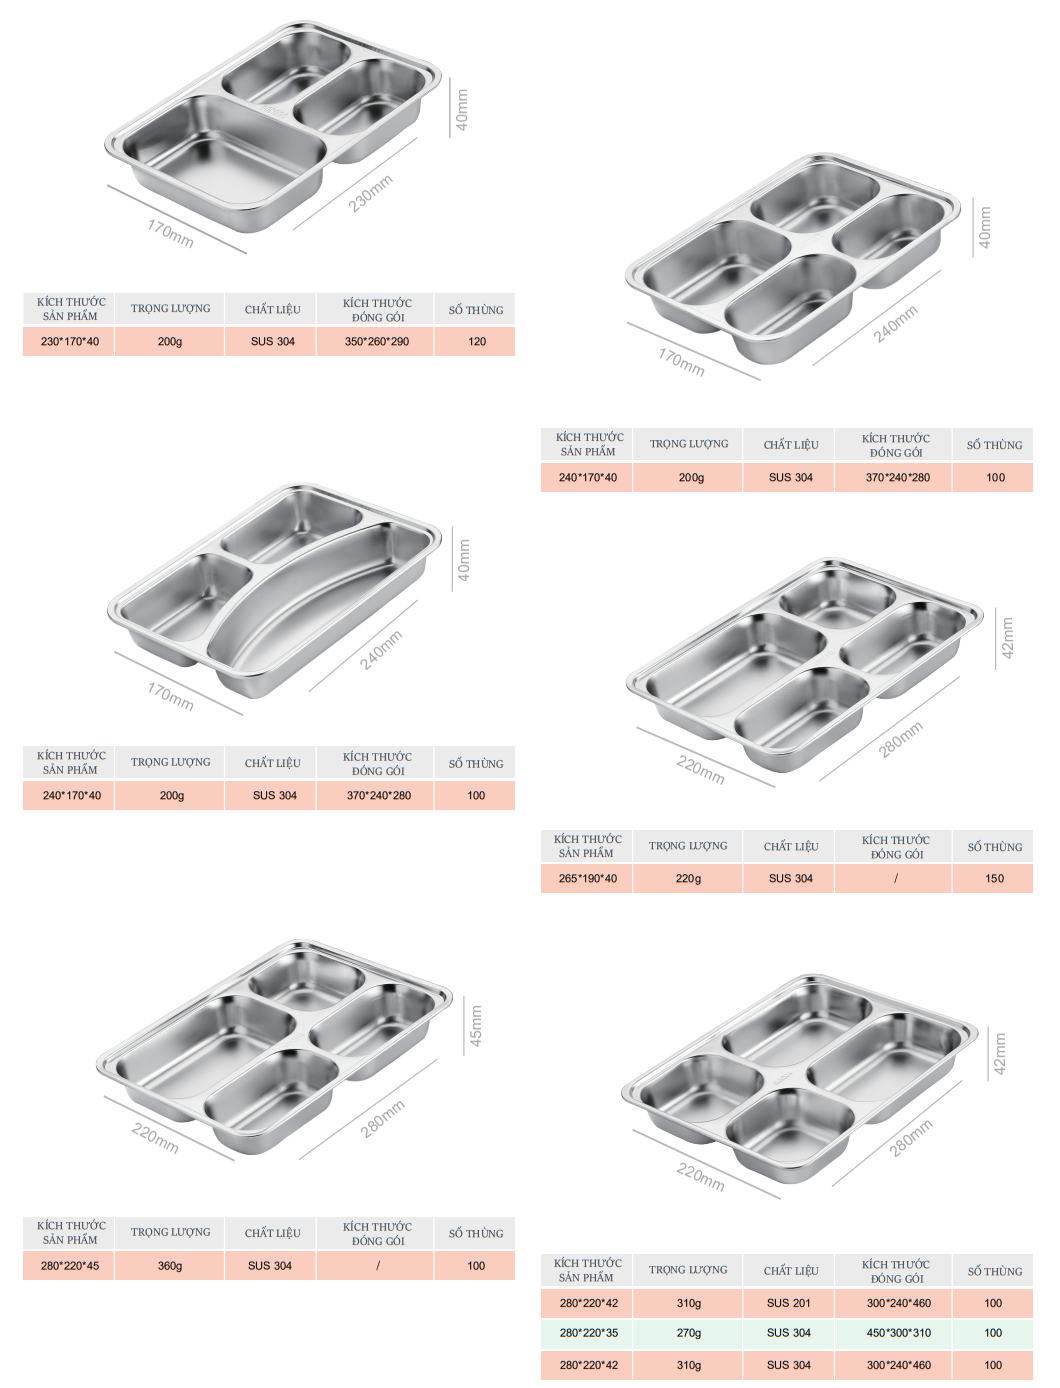 40mm
230mm
170mm
KÍCH THƯỚC SẢN PHẨM TRỌNG LƯỢNG CHẤT LIỆU KÍCH THƯỚC ĐÓNG GÓI SỐ THÙNG
230*170*40 200g SUS 304 350*260*290 120
40mm
240mm
170mm
KÍCH THƯỚC SẢN PHẨM TRỌNG LƯỢNG CHẤT LIỆU KÍCH THƯỚC ĐÓNG GÓI SỐ THÙNG
240*170*40 200g SUS 304 370*240*280 100
40mm
240mm
170mm
KÍCH THƯỚC SẢN PHẨM TRỌNG LƯỢNG CHẤT LIỆU KÍCH THƯỚC ĐÓNG GÓI SỐ THÙNG
240*170*40 200g SUS 304 370*240*280 100
42mm
280mm
220mm
KÍCH THƯỚC SẢN PHẨM TRỌNG LƯỢNG CHẤT LIỆU KÍCH THƯỚC ĐÓNG GÓI SỐ THÙNG
265*190*40 220g SUS 304 / 150
45mm
280mm
220mm
KÍCH THƯỚC SẢN PHẨM TRỌNG LƯỢNG CHẤT LIỆU KÍCH THƯỚC ĐÓNG GÓI SỐ THÙNG
280*220*45 360g SUS 304 / 100
42mm
280mm
220mm
KÍCH THƯỚC SẢN PHẨM TRỌNG LƯỢNG CHẤT LIỆU KÍCH THƯỚC ĐÓNG GÓI SỐ THÙNG
280*220*42 310g SUS 201 300*240*460 100
280*220*35 270g SUS 304 450*300*310 100
280*220*42 310g SUS 304 300*240*460 100